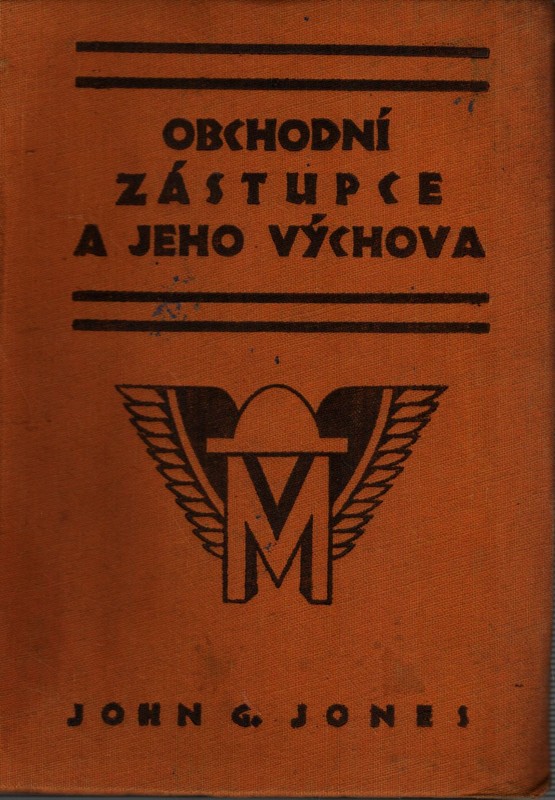 OBCHODNÍ
ZÁSTUPCE
A JEHO VÝCHOVA
M
JOHN G. JONES